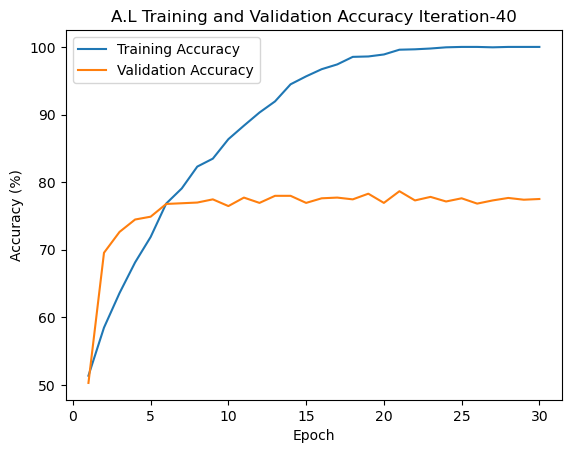 A.L Training and Validation Accuracy Iteration-40
Training Accuracy
Validation Accuracy
100
90
80
70
60
50
Accuracy (%)
0 5 10 15 20 25 30
Epoch